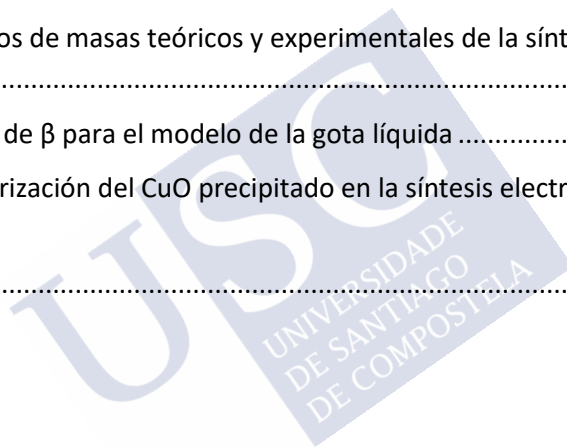 os de masas teóricos y experimentales de la sínt
....................................................................................
de β para el modelo de la gota líquida ................
rización del CuO precipitado en la síntesis electr
....................................................................................
USC
UNIVERSIDADE
DE SANTIAGO
DE COMPOSTELA